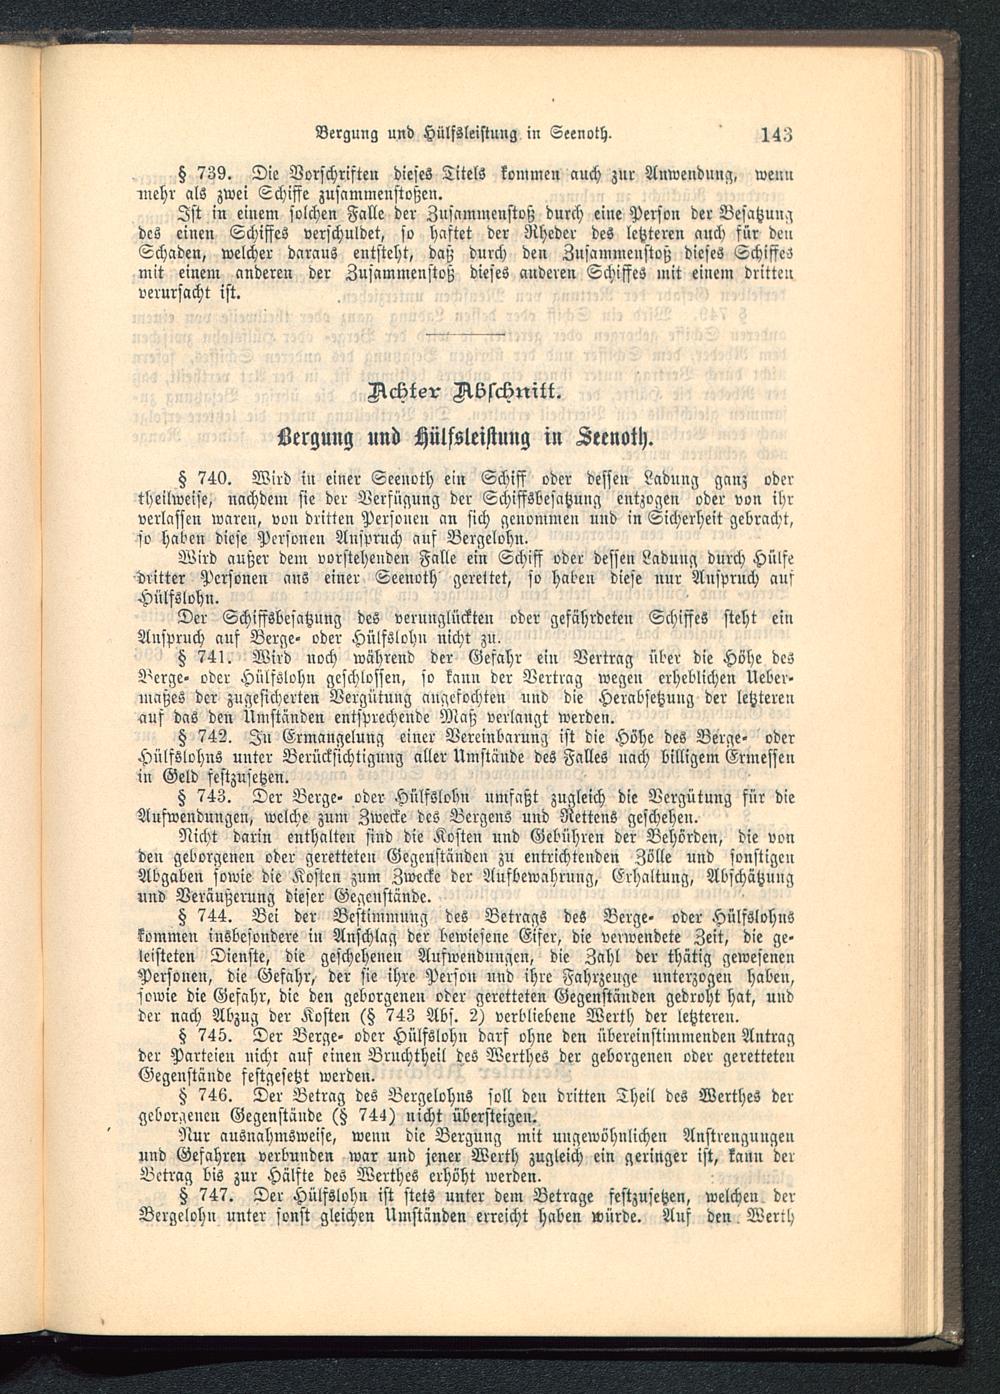 Bergung und Hülfsleistung in Seenoth. 143
§ 739. Die Vorschriften dieses Titels kommen auch zur Anwendung, wenn
mehr als zwei Schiffe zusammenstoßen.
Ist in einem solchen Falle der Zusammenstoß durch eine Person der Besatzung
des einen Schiffes verschuldet, so haftet der Rheder des letzteren auch für den
Schaden, welcher daraus entsteht, daß durch den Zusammenstoß dieses Schiffes
mit einem anderen der Zusammenstoß dieses anderen Schiffes mit einem dritten
verursacht ist.
Achter Abschnitt.
Bergung und Hülfsleistung in Seenoth.
§ 740. Wird in einer Seenoth ein Schiff oder dessen Ladung ganz oder
theilweise, nachdem sie der Verfügung der Schiffsbesatzung entzogen oder von ihr
verlassen waren, von dritten Personen an sich genommen und in Sicherheit gebracht,
so haben diese Personen Anspruch auf Bergelohn.
Wird außer dem vorstehenden Falle ein Schiff oder dessen Ladung durch Hülfe
dritter Personen aus einer Seenoth gerettet, so haben diese nur Anspruch auf
Hülfslohn.
Der Schiffsbesatzung des verunglückten oder gefährdeten Schiffes steht ein
Anspruch auf Berge- oder Hülfslohn nicht zu.
§ 741. Wird noch während der Gefahr ein Vertrag über die Höhe des
Berge- oder Hülfslohn geschlossen, so kann der Vertrag wegen erheblichen Ueber-
maßes der zugesicherten Vergütung angefochten und die Herabsetzung der letzteren
auf das den Umständen entsprechende Maß verlangt werden.
§ 742. In Ermangelung einer Vereinbarung ist die Höhe des Berge- oder
Hülfslohns unter Berücksichtigung aller Umstände des Falles nach billigem Ermessen
in Geld festzusetzen.
§ 743. Der Berge- oder Hülfslohn umfaßt zugleich die Vergütung für die
Aufwendungen, welche zum Zwecke des Bergens und Rettens geschehen.
Nicht darin enthalten sind die Kosten und Gebühren der Behörden, die von
den geborgenen oder geretteten Gegenständen zu entrichtenden Zölle und sonstigen
Abgaben sowie die Kosten zum Zwecke der Aufbewahrung, Erhaltung, Abschätzung
und Veräußerung dieser Gegenstände.
§ 744. Bei der Bestimmung des Betrags des Berge- oder Hülfslohns
kommen insbesondere in Anschlag der bewiesene Eifer, die verwendete Zeit, die ge-
leisteten Dienste, die geschehenen Aufwendungen, die Zahl der thätig gewesenen
Personen, die Gefahr, der sie ihre Person und ihre Fahrzeuge unterzogen haben,
sowie die Gefahr, die den geborgenen oder geretteten Gegenständen gedroht hat, und
der nach Abzug der Kosten (§ 743 Abs. 2) verbliebene Werth der letzteren.
§ 745. Der Berge- oder Hülfslohn darf ohne den übereinstimmenden Antrag
der Parteien nicht auf einen Bruchtheil des Werthes der geborgenen oder geretteten
Gegenstände festgesetzt werden.
§ 746. Der Betrag des Bergelohns soll den dritten Theil des Werthes der
geborgenen Gegenstände (§ 744) nicht übersteigen.
Nur ausnahmsweise, wenn die Bergung mit ungewöhnlichen Anstrengungen
und Gefahren verbunden war und jener Werth zugleich ein geringer ist, kann der
Betrag bis zur Hälfte des Werthes erhöht werden.
§ 747. Der Hülfslohn ist stets unter dem Betrage festzusetzen, welchen der
Bergelohn unter sonst gleichen Umständen erreicht haben würde. Auf den Werth